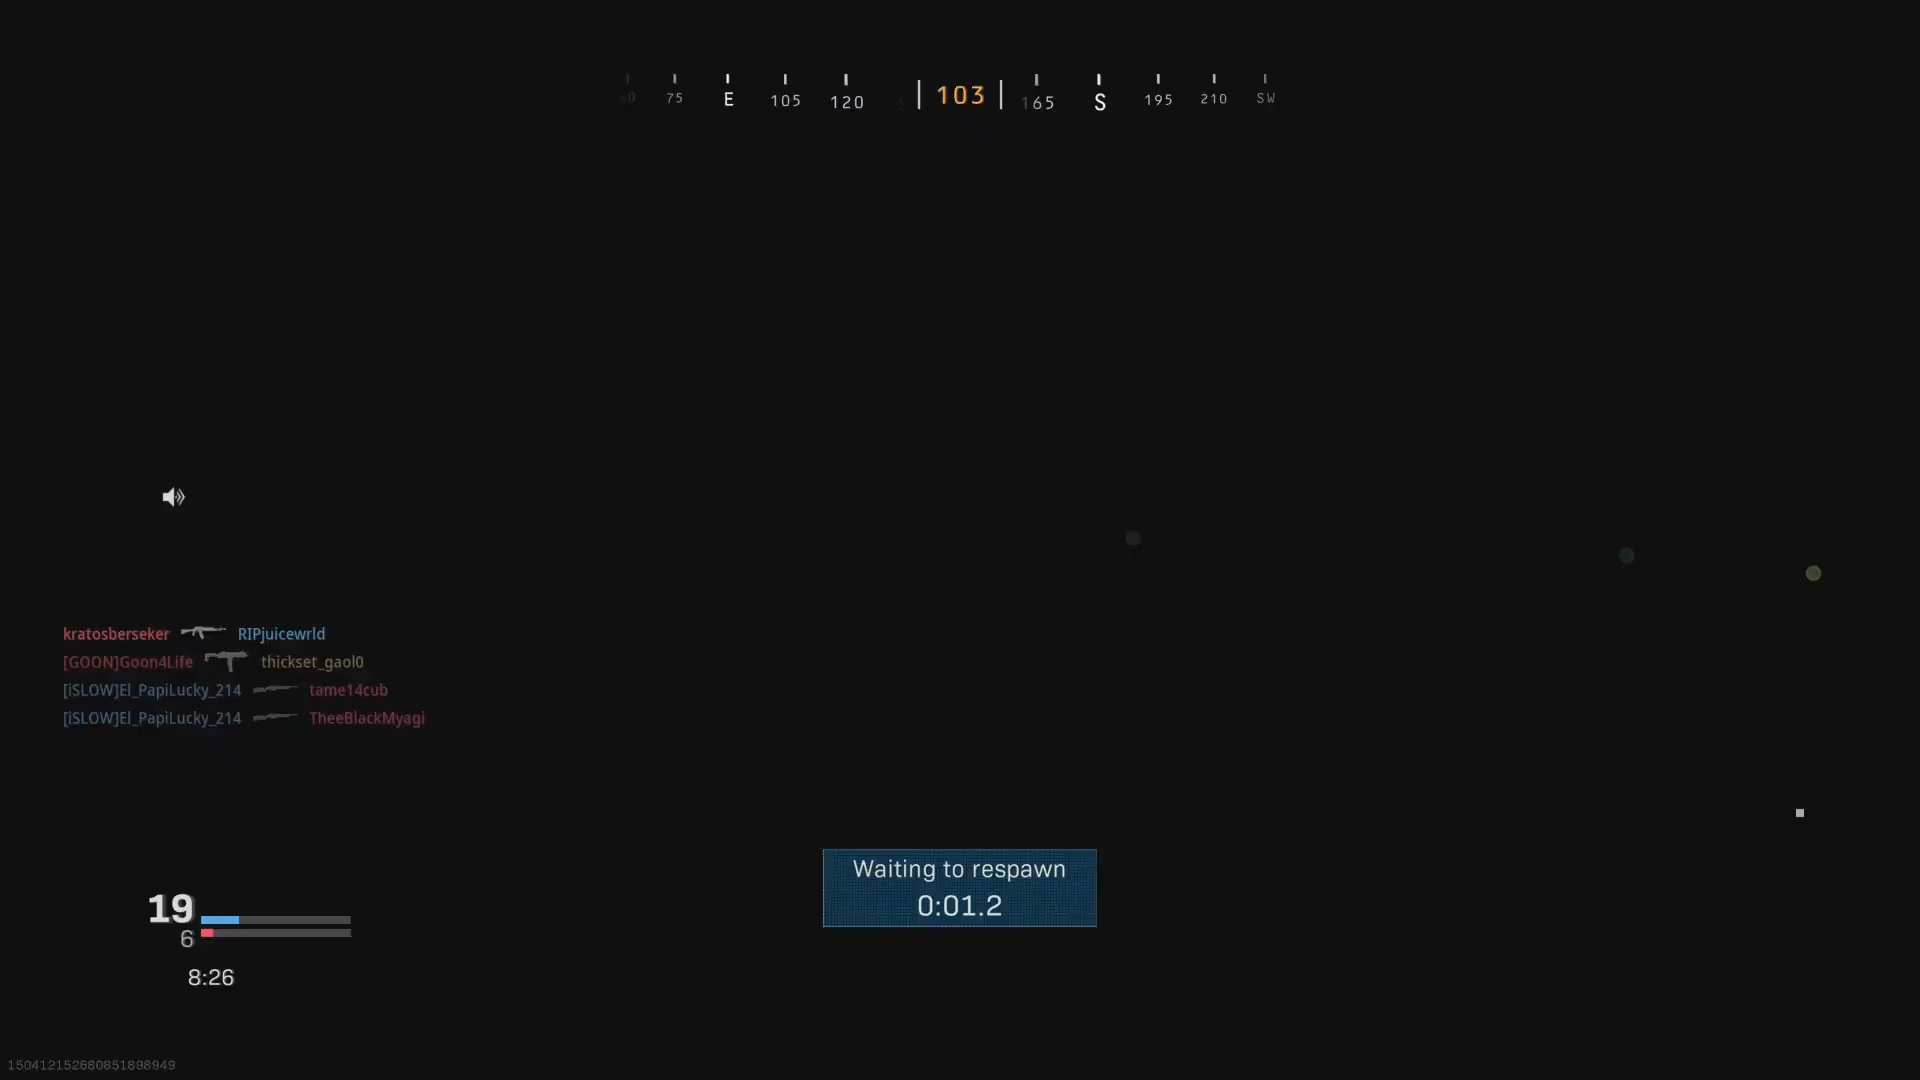 75 E 105 120 103 165 S 195 210 SW
kratosberseker RIPjuicewrld
[GOON]Goon4Life thickset_gaol0
[iSLOW]El_PapiLucky_214 tame14cub
[iSLOW]El_PapiLucky_214 TheeBlackMyagi
Waiting to respawn
0:01.2
19
6
8:26
150412152680851898949